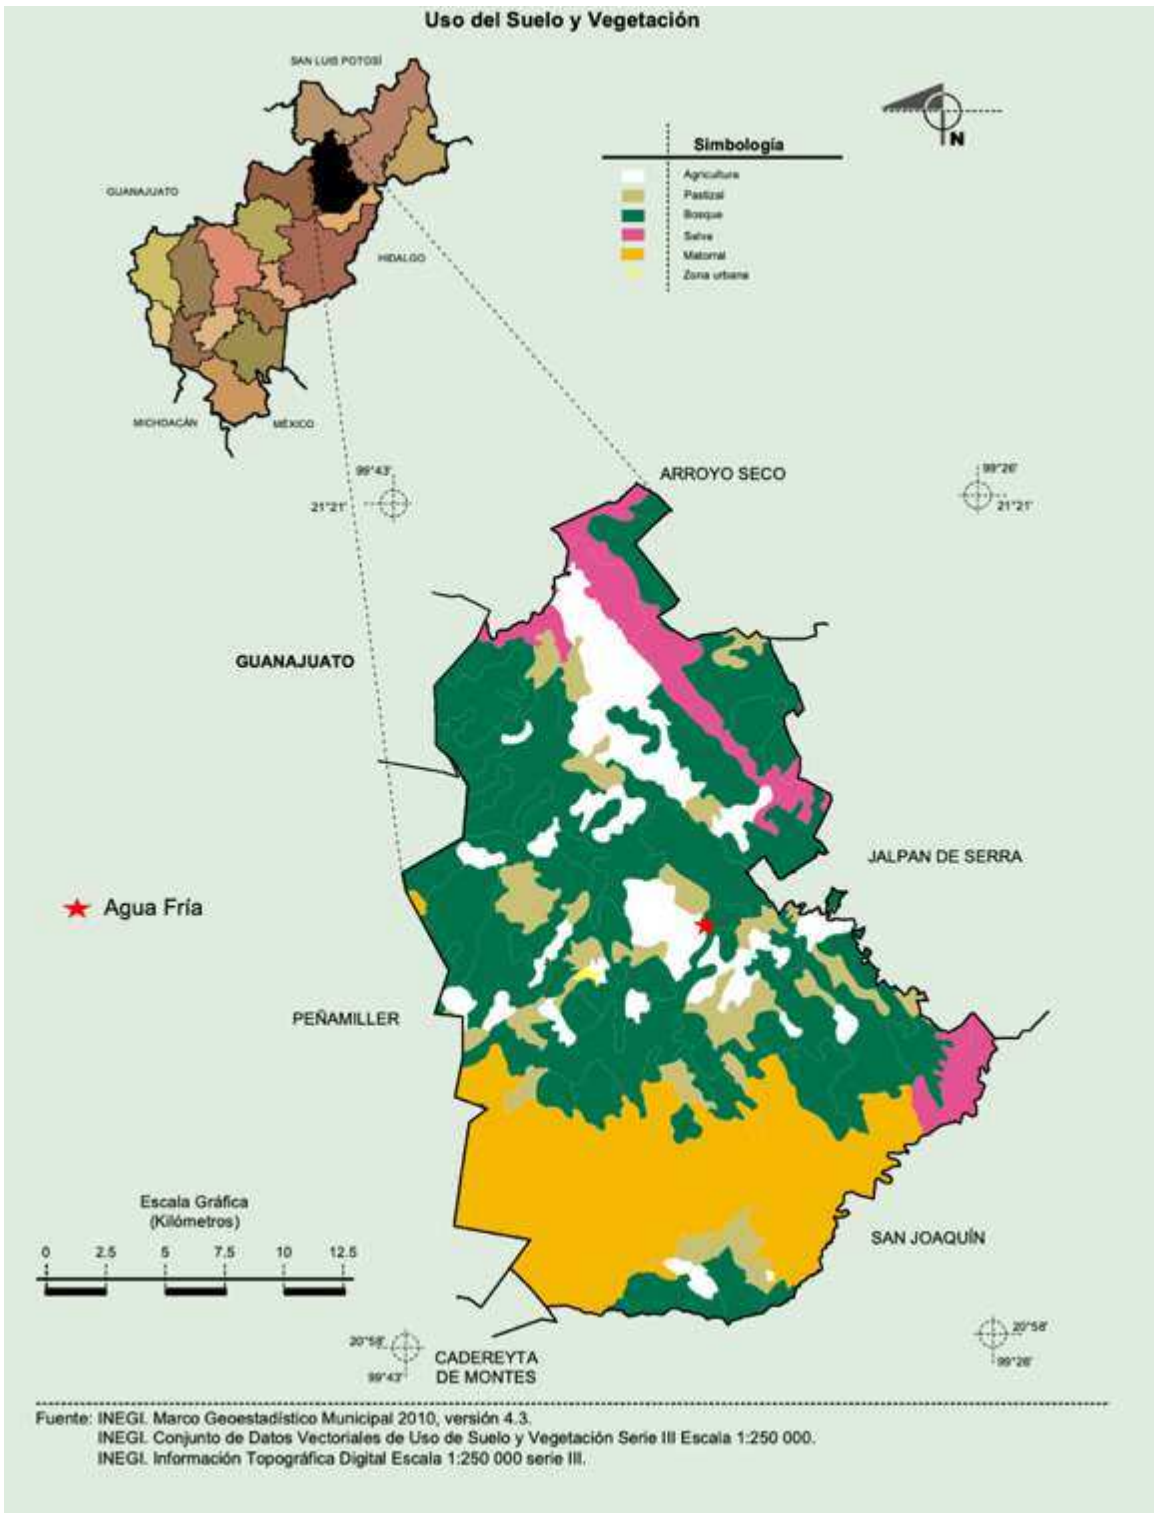 Uso del Suelo y Vegetación
SAN LUIS POTOSÍ
GUANAJUATO
HIDALGO
MICHOACÁN
MÉXICO
N
Simbología
Agricultura
Pastizal
Bosque
Selva
Matorral
Zona urbana
99°43'
21°21'
ARROYO SECO
99°26'
21°21'
GUANAJUATO
JALPAN DE SERRA
Agua Fría
PEÑAMILLER
Escala Gráfica
(Kilómetros)
0 2.5 5 7.5 10 12.5
SAN JOAQUÍN
20°58'
99°43'
CADEREYTA
DE MONTES
20°58'
99°26'
Fuente: INEGI. Marco Geoestadístico Municipal 2010, versión 4.3.
INEGI. Conjunto de Datos Vectoriales de Uso de Suelo y Vegetación Serie III Escala 1:250 000.
INEGI. Información Topográfica Digital Escala 1:250 000 serie III.